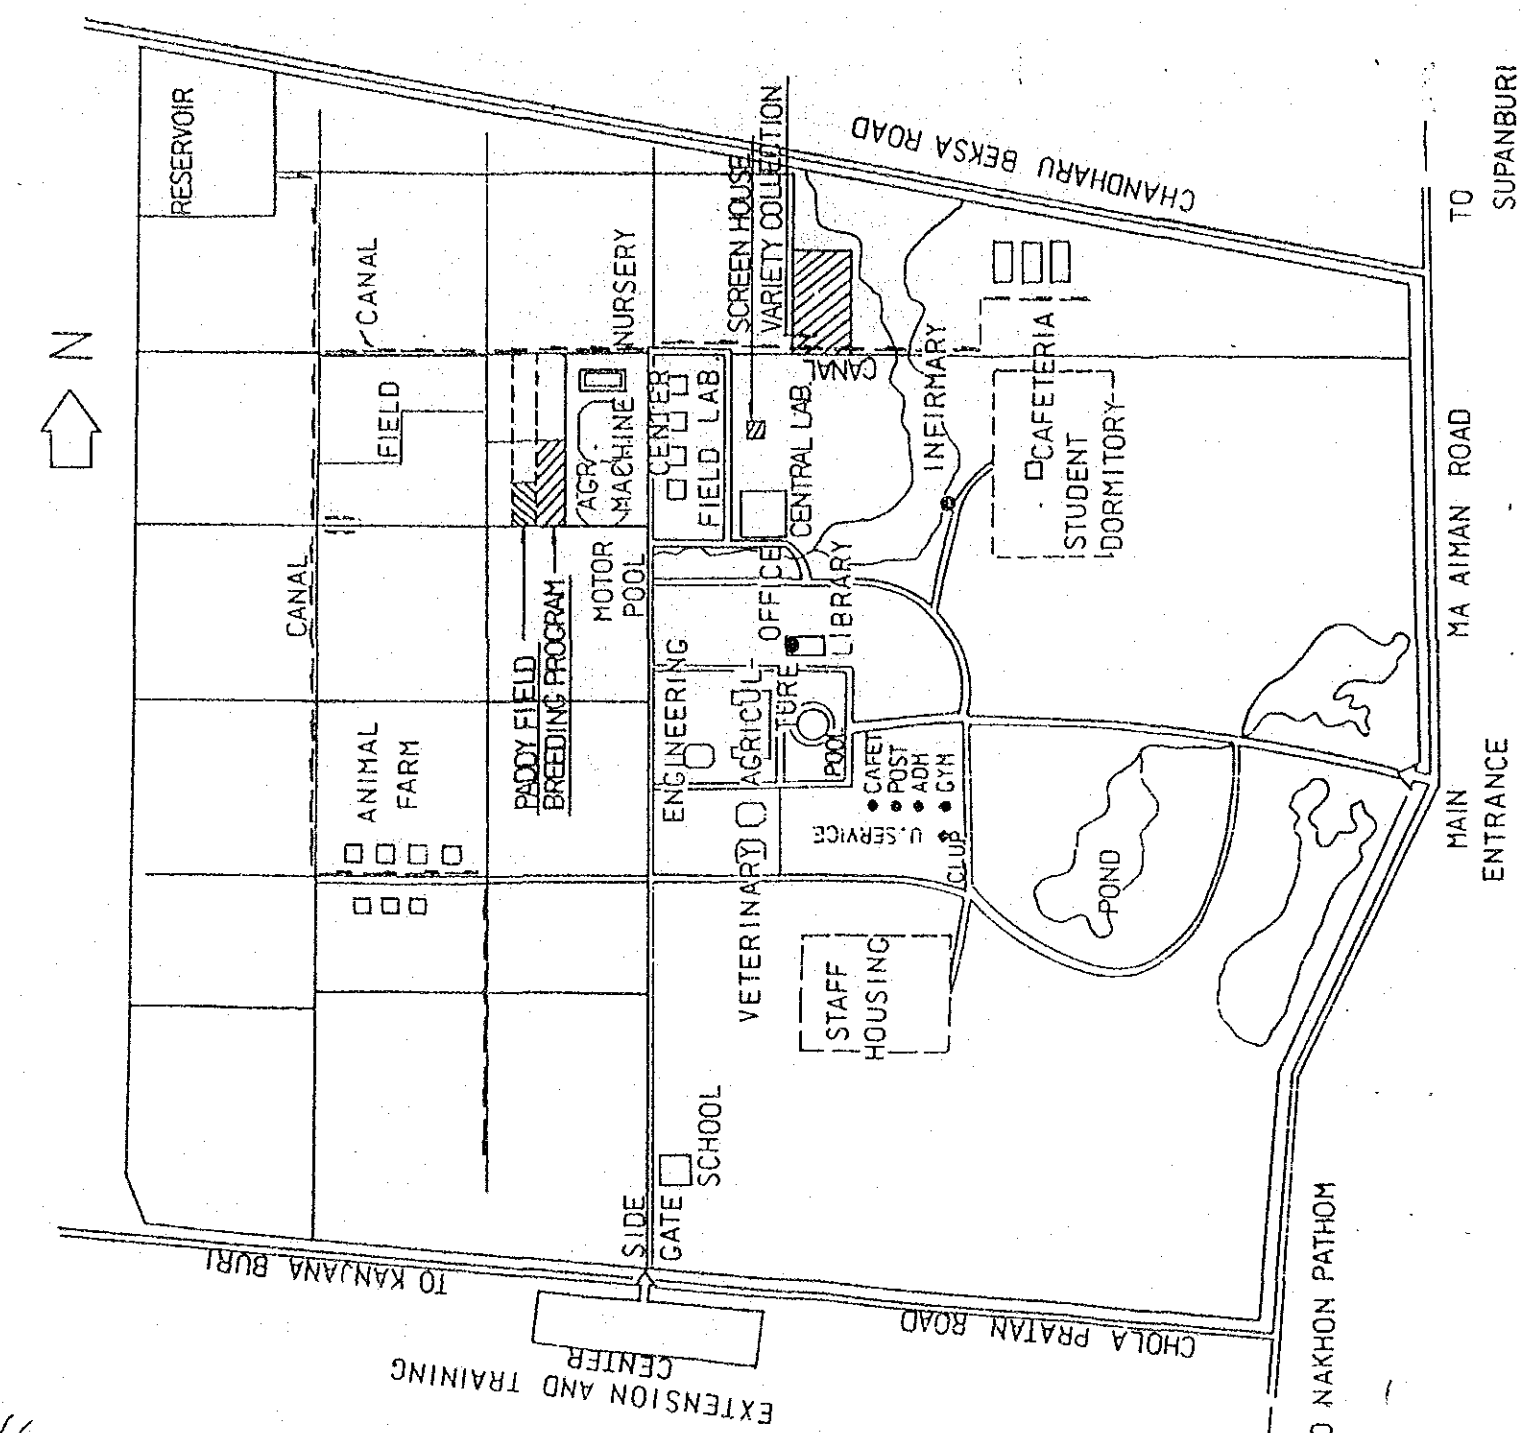 N
RESERVOIR
CANAL
FIELD
CANAL
NURSERY
SCREEN HOUSE
VARIETY COLLECTION
CHANDHARU BEKSA ROAD
TO
SUPANBURI
AGR.
MACHINE
CENTER
FIELD LAB.
CENTRAL LAB.
CANAL
INFIRMARY
CAFETERIA
STUDENT
DORMITORY
MA AIMAN ROAD
MOTOR
POOL
PADDY FIELD
BREEDING PROGRAM
ENGINEERING
OFFICE
LIBRARY
AGRICUL-
TURE
POOL
VETERINARY
CAFET
POST
ADM
GYM
U.SERVICE
CLUP
POND
ANIMAL
FARM
MAIN
ENTRANCE
STAFF
HOUSING
SCHOOL
SIDE
GATE
TO KANJANA BURI
CHOLA PRATAN ROAD
NAKHON PATHOM
EXTENSION AND TRAINING
CENTER